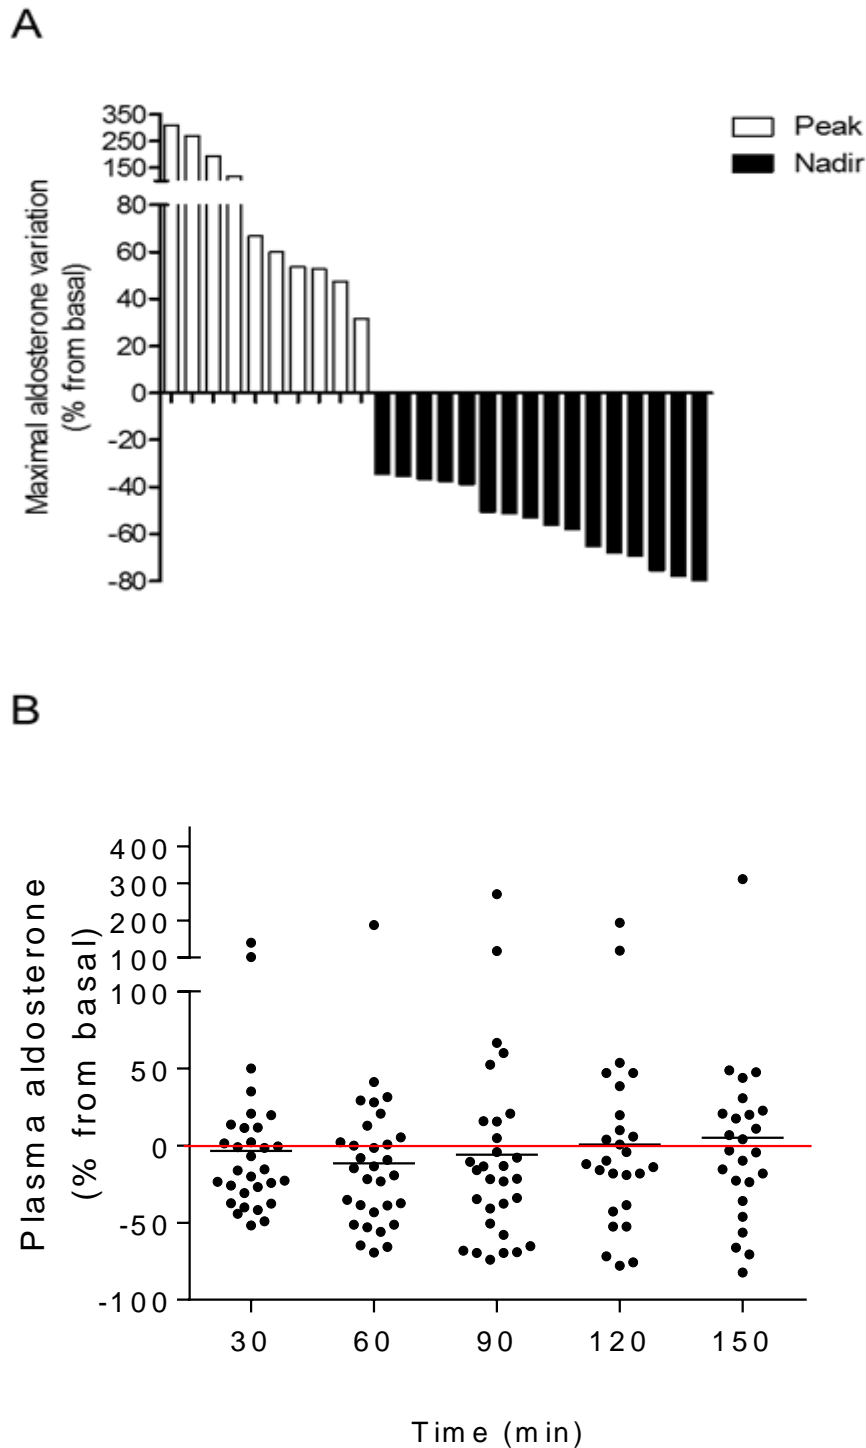 A
350
250
150
80
60
40
20
0
-20
-40
-60
-80
Maximal aldosterone variation
(% from basal)
Peak
Nadir
B
400
300
200
100
100
50
0
-50
-100
Plasma aldosterone
(% from basal)
30 60 90 120 150
Time (min)